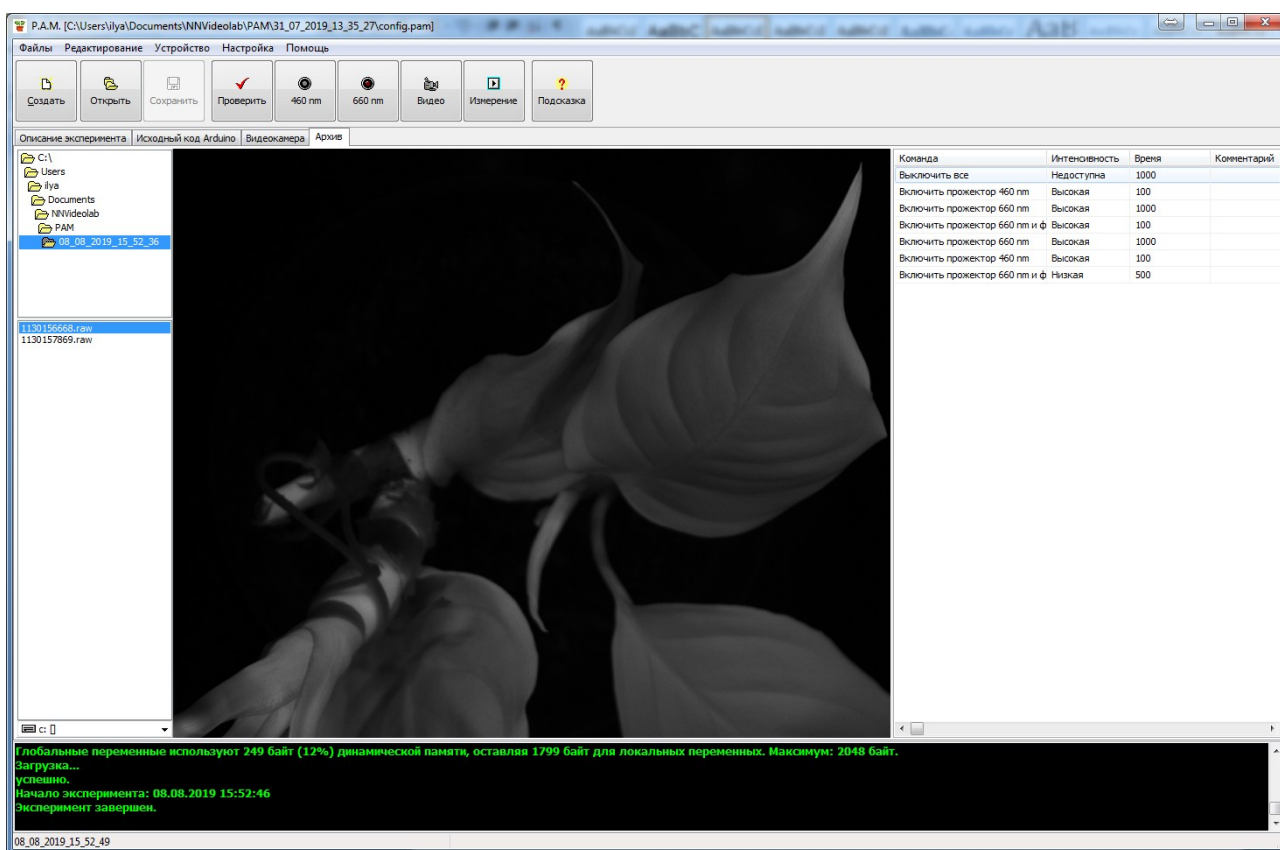 P.A.M. [C:\Users\ilya\Documents\NNVideolab\PAM\31_07_2019_13_35_27\config.pam]
Файлы Редактирование Устройство Настройка Помощь
Создать Открыть Сохранить Проверить 460 nm 660 nm Видео Измерение Подсказка
Описание эксперимента Исходный код Arduino Видеокамера Архив
C:\
Users
ilya
Documents
NNVideolab
PAM
08_08_2019_15_52_36
1130156668.raw
1130157869.raw
c: []
Команда Интенсивность Время Комментарий
Выключить все Недоступна 1000
Включить прожектор 460 nm Высокая 100
Включить прожектор 660 nm Высокая 1000
Включить прожектор 660 nm и ф Высокая 100
Включить прожектор 660 nm Высокая 1000
Включить прожектор 460 nm Высокая 100
Включить прожектор 660 nm и ф Низкая 500
Глобальные переменные используют 249 байт (12%) динамической памяти, оставляя 1799 байт для локальных переменных. Максимум: 2048 байт.
Загрузка...
успешно.
Начало эксперимента: 08.08.2019 15:52:46
Эксперимент завершен.
08_08_2019_15_52_49